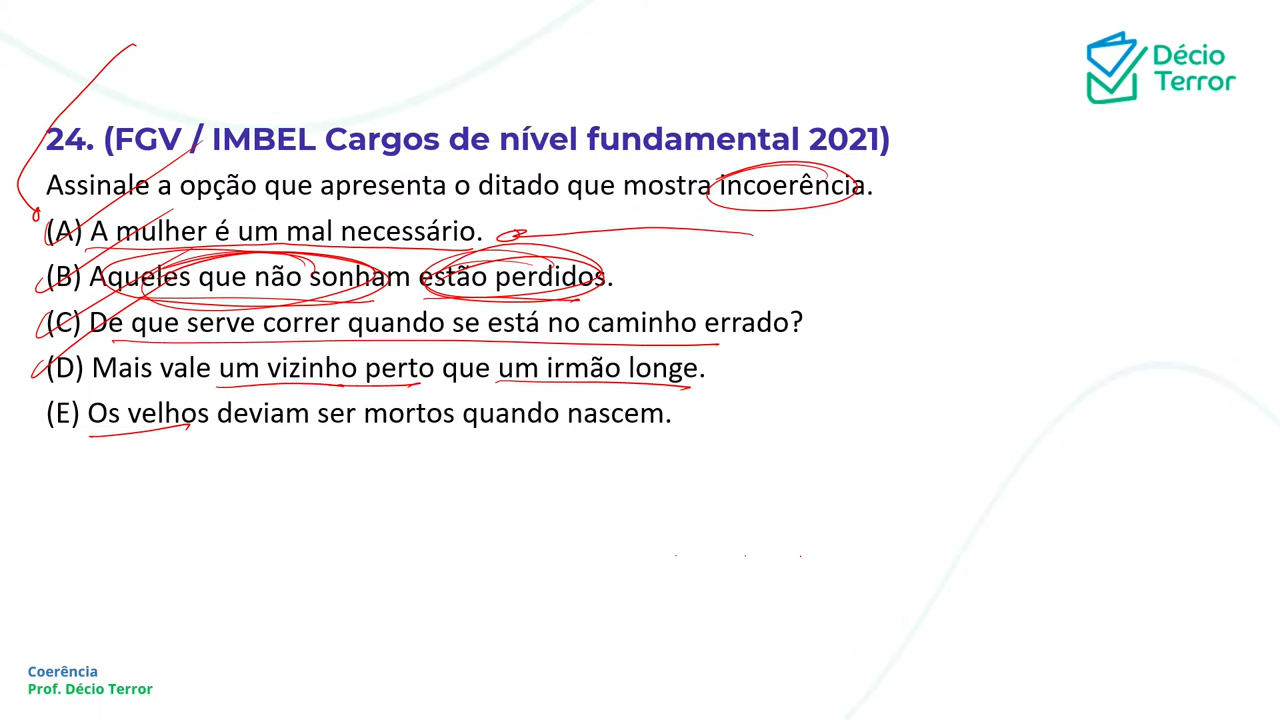 Décio
Terror
24. (FGV / IMBEL Cargos de nível fundamental 2021)
Assinale a opção que apresenta o ditado que mostra incoerência.
(A) A mulher é um mal necessário.
(B) Aqueles que não sonham estão perdidos.
(C) De que serve correr quando se está no caminho errado?
(D) Mais vale um vizinho perto que um irmão longe.
(E) Os velhos deviam ser mortos quando nascem.
Coerência
Prof. Décio Terror